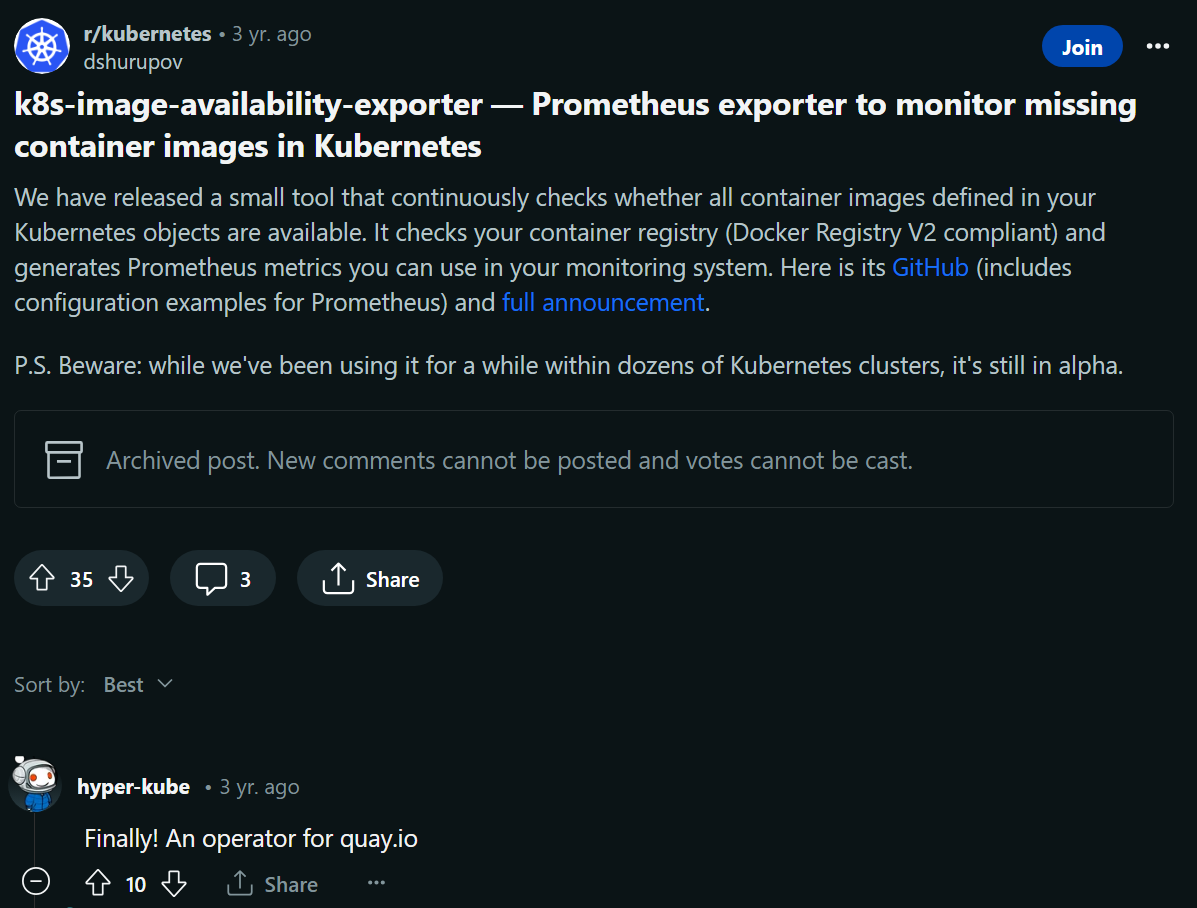 r/kubernetes • 3 yr. ago
dshurupov
Join
k8s-image-availability-exporter — Prometheus exporter to monitor missing
container images in Kubernetes
We have released a small tool that continuously checks whether all container images defined in your
Kubernetes objects are available. It checks your container registry (Docker Registry V2 compliant) and
generates Prometheus metrics you can use in your monitoring system. Here is its GitHub (includes
configuration examples for Prometheus) and full announcement.
P.S. Beware: while we've been using it for a while within dozens of Kubernetes clusters, it's still in alpha.
Archived post. New comments cannot be posted and votes cannot be cast.
35 3 Share
Sort by: Best
hyper-kube • 3 yr. ago
Finally! An operator for quay.io
10 Share